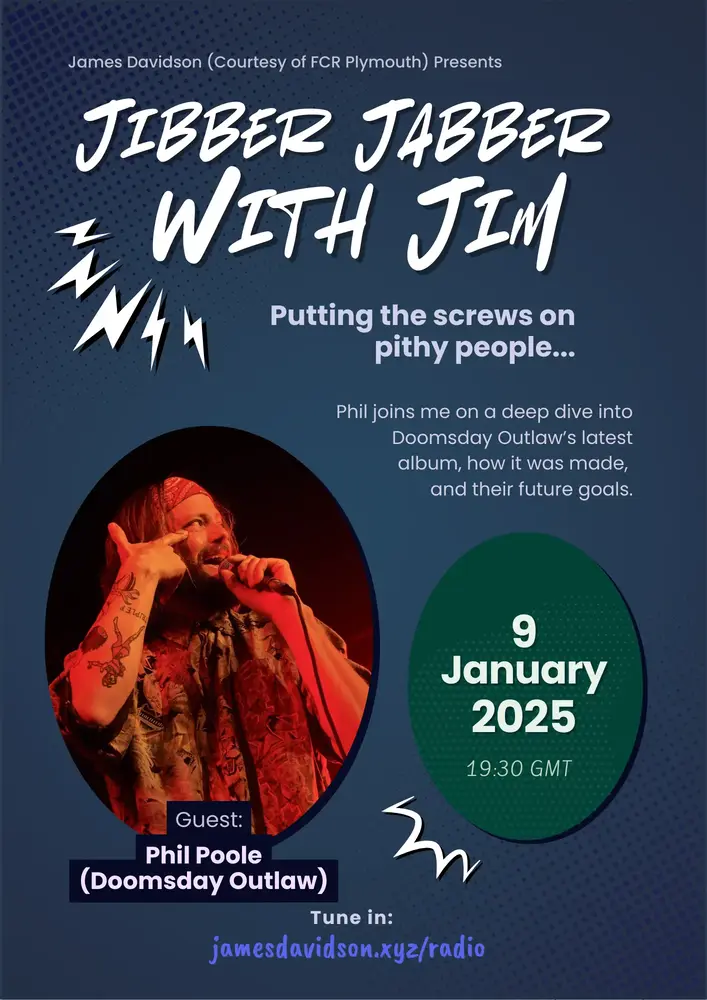 James Davidson (Courtesy of FCR Plymouth) Presents
JIBBER JABBER
WITH JIM
Putting the screws on
pithy people...
Phil joins me on a deep dive into
Doomsday Outlaw’s latest
album, how it was made,
and their future goals.
9
January
2025
19:30 GMT
Guest:
Phil Poole
(Doomsday Outlaw)
Tune in:
jamesdavidson.xyz/radio